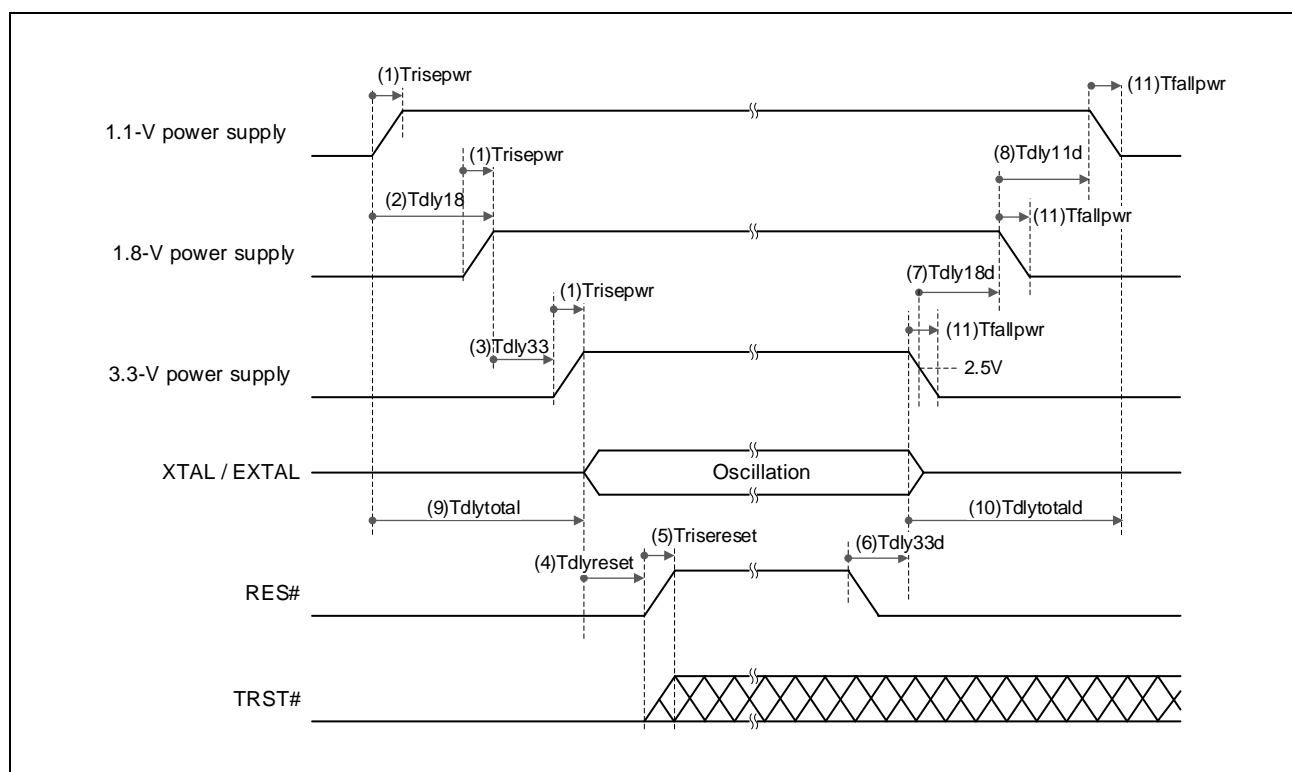 (1)Trisepwr
(11)Tfallpwr
1.1-V power supply
(1)Trisepwr
(8)Tdly11d
(2)Tdly18
(11)Tfallpwr
1.8-V power supply
(7)Tdly18d
(1)Trisepwr
(11)Tfallpwr
(3)Tdly33
3.3-V power supply
2.5V
XTAL / EXTAL
Oscillation
(9)Tdlytotal
(10)Tdlytotald
(5)Trisereset
(6)Tdly33d
(4)Tdlyreset
RES#
TRST#